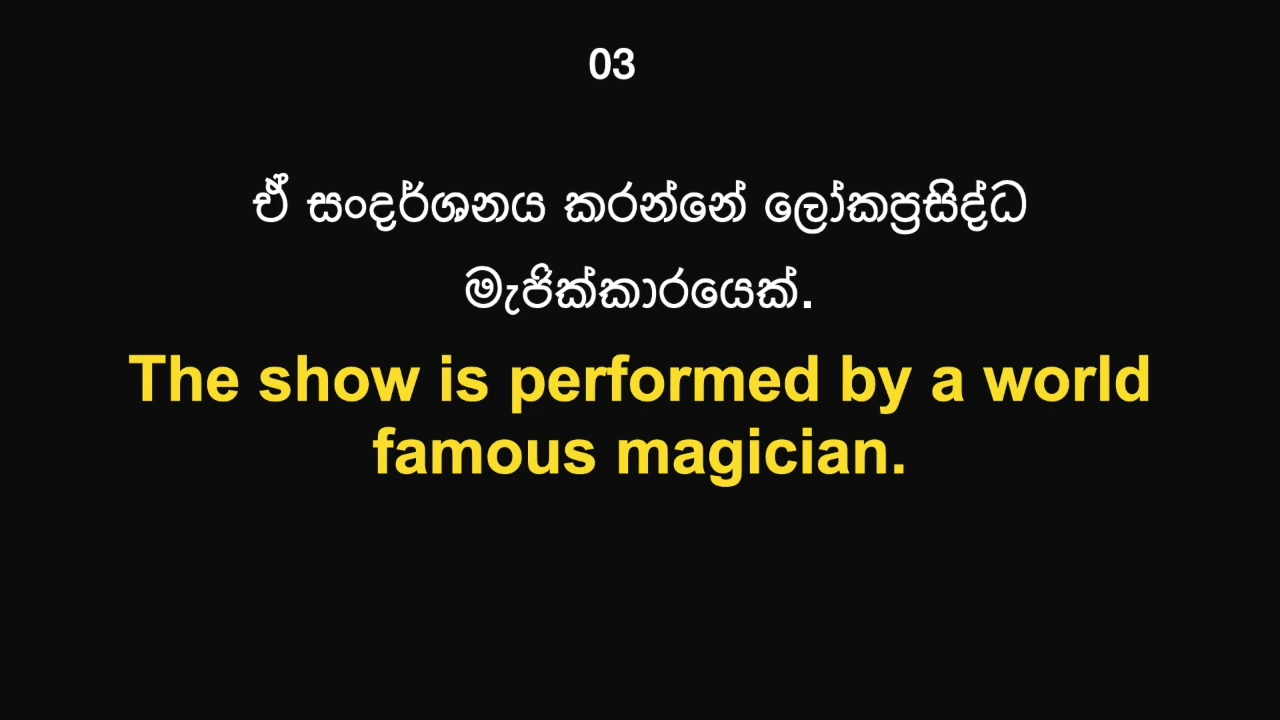 03
ඒ සංදර්ශනය කරන්නේ ලෝකප්‍රසිද්ධ
මැජික්කාරයෙක්.
The show is performed by a world
famous magician.